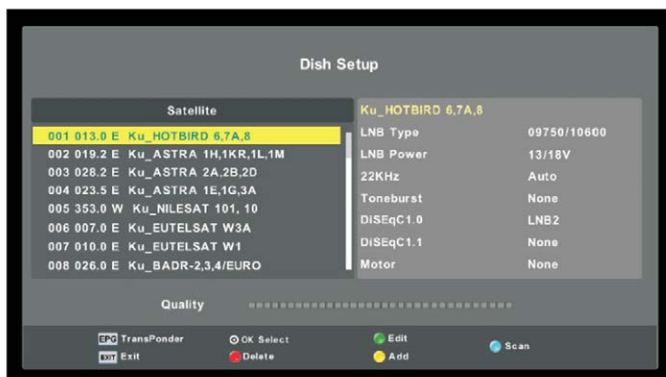 Dish Setup
Satellite
001 013.0 E Ku_HOTBIRD 6,7A,8
002 019.2 E Ku_ASTRA 1H,1KR,1L,1M
003 028.2 E Ku_ASTRA 2A,2B,2D
004 023.5 E Ku_ASTRA 1E,1G,3A
005 353.0 W Ku_NILESAT 101, 10
006 007.0 E Ku_EUTELSAT W3A
007 010.0 E Ku_EUTELSAT W1
008 026.0 E Ku_BADR-2,3,4/EURO
Ku_HOTBIRD 6,7A,8
LNB Type 09750/10600
LNB Power 13/18V
22KHz Auto
Toneburst None
DiSEqC1.0 LNB2
DiSEqC1.1 None
Motor None
Quality
EPG TransPonder OK Select Edit Scan
EXIT Exit Delete Add